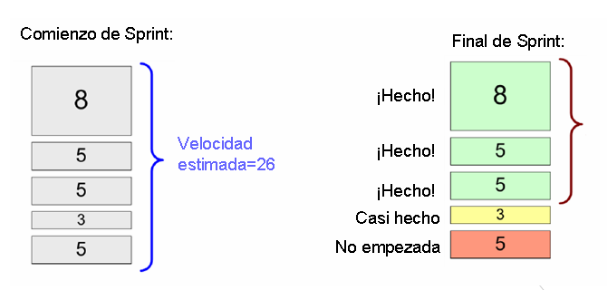 Comienzo de Sprint:
8
5
5
3
5
Velocidad
estimada=26
Final de Sprint:
¡Hecho! 8
¡Hecho! 5
¡Hecho! 5
Casi hecho 3
No empezada 5